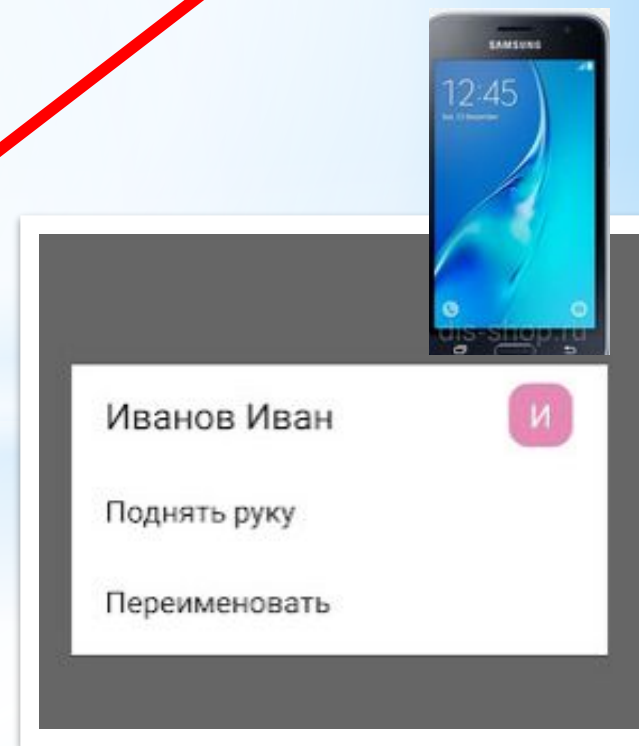 SAMSUNG
12:45
dis-shop.ru
Иванов Иван
И
Поднять руку
Переименовать